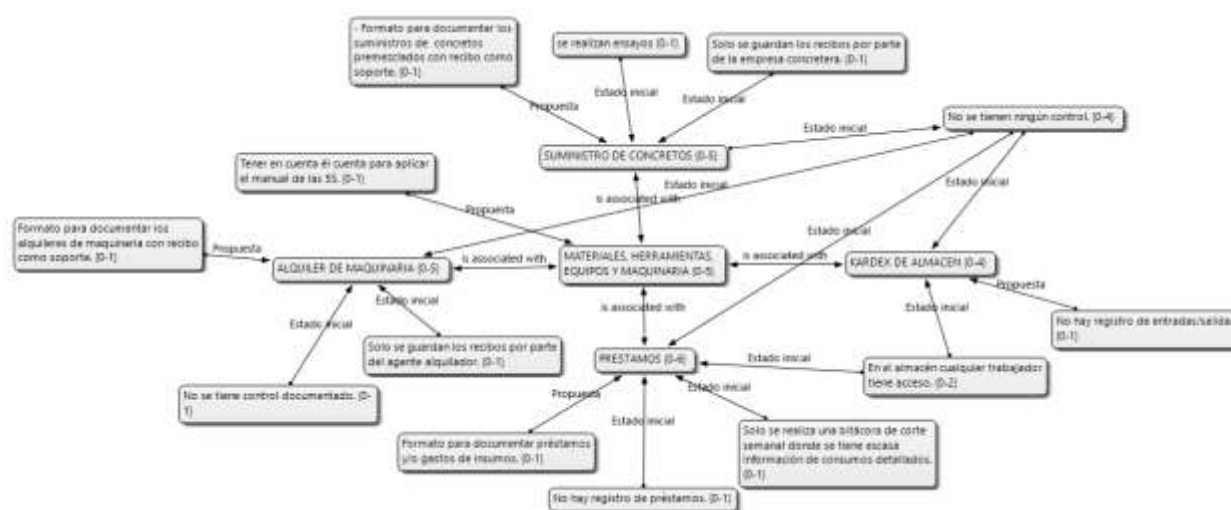 - Formato para documentar los
suministros de concretos
premezclados con recibo como
soporte. {0-1}
se realizan ensayos {0-1}
Solo se guardan los recibos por parte
de la empresa concretera. {0-1}
Propuesta
Estado inicial
Estado inicial
No se tienen ningún control. {0-4}
Estado inicial
SUMINISTRO DE CONCRETOS {0-5}
Tener en cuenta él cuenta para aplicar
el manual de las 5S. {0-1}
Estado inicial
is associated with
Estado inicial
Propuesta
Estado inicial
Formato para documentar los
alquileres de maquinaria con recibo
como soporte. {0-1}
Propuesta
ALQUILER DE MAQUINARIA {0-5}
is associated with
MATERIALES, HERRAMIENTAS,
EQUIPOS Y MAQUINARIA {0-5}
is associated with
KARDEX DE ALMACEN {0-4}
Propuesta
Estado inicial
is associated with
Estado inicial
No hay registro de entradas/salida
{0-1}
Solo se guardan los recibos por parte
del agente alquilador. {0-1}
PRESTAMOS {0-6}
Estado inicial
En el almacén cualquier trabajador
tiene acceso. {0-2}
No se tiene control documentado. {0-
1}
Propuesta
Estado inicial
Estado inicial
Formato para documentar préstamos
y/o gastos de insumos. {0-1}
Solo se realiza una bitácora de corte
semanal donde se tiene escasa
información de consumos detallados.
{0-1}
No hay registro de préstamos. {0-1}